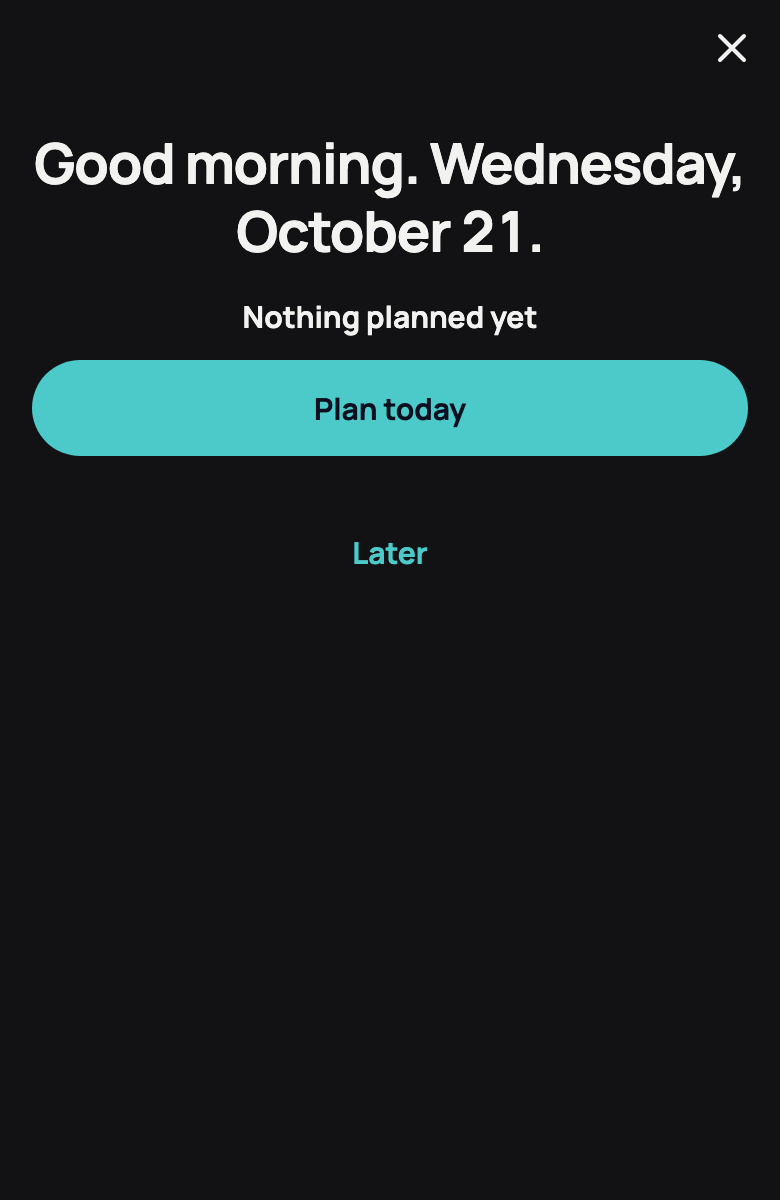 Good morning. Wednesday,
October 21.
Nothing planned yet
Plan today
Later